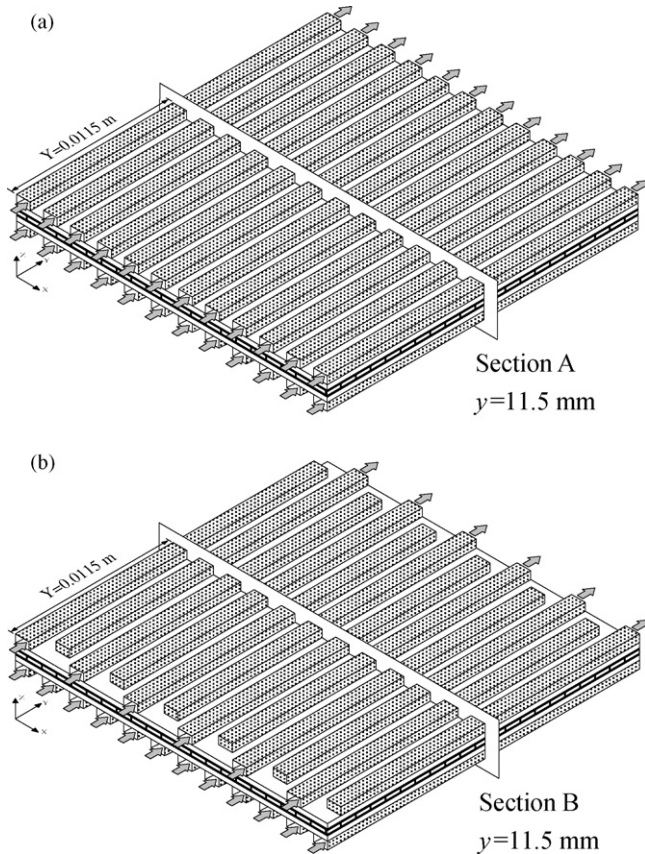 (a)
Y=0.0115 m
Z
Y
X
Section A
y=11.5 mm
(b)
Y=0.0115 m
Z
Y
X
Section B
y=11.5 mm